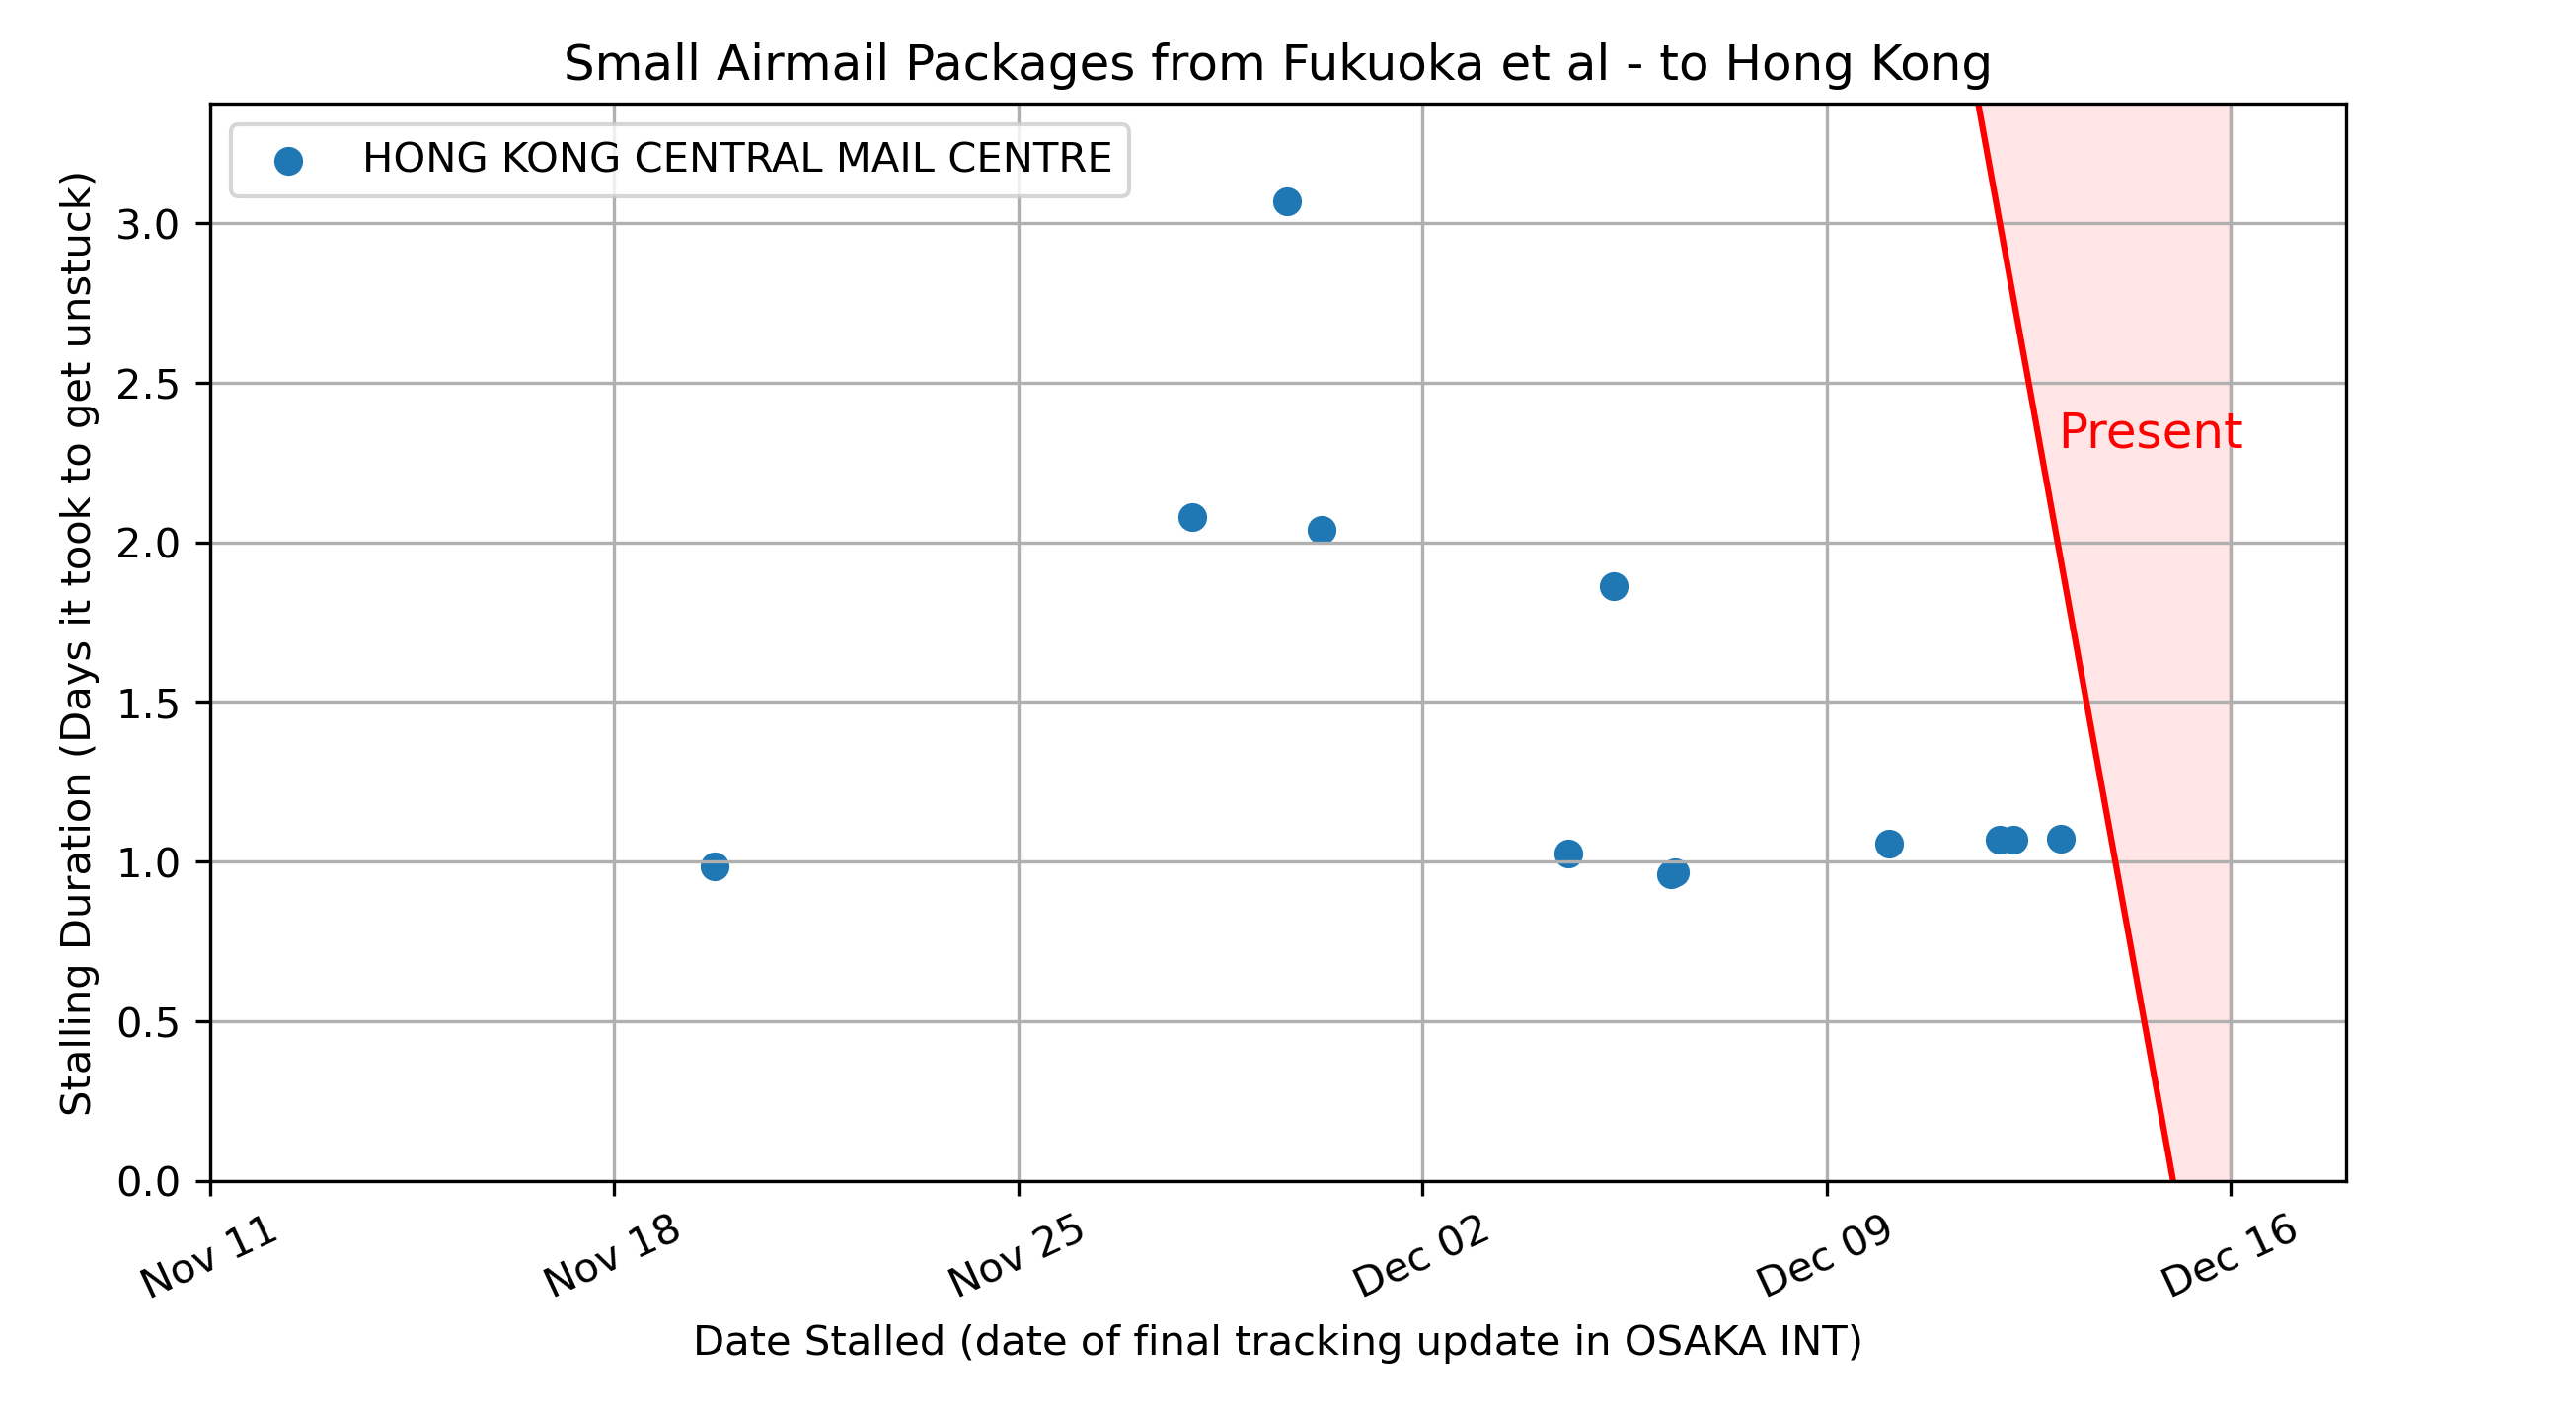 Small Airmail Packages from Fukuoka et al - to Hong Kong
HONG KONG CENTRAL MAIL CENTRE
Stalling Duration (Days it took to get unstuck)
3.0
2.5
2.0
1.5
1.0
0.5
0.0
Present
Nov 11
Nov 18
Nov 25
Dec 02
Dec 09
Dec 16
Date Stalled (date of final tracking update in OSAKA INT)